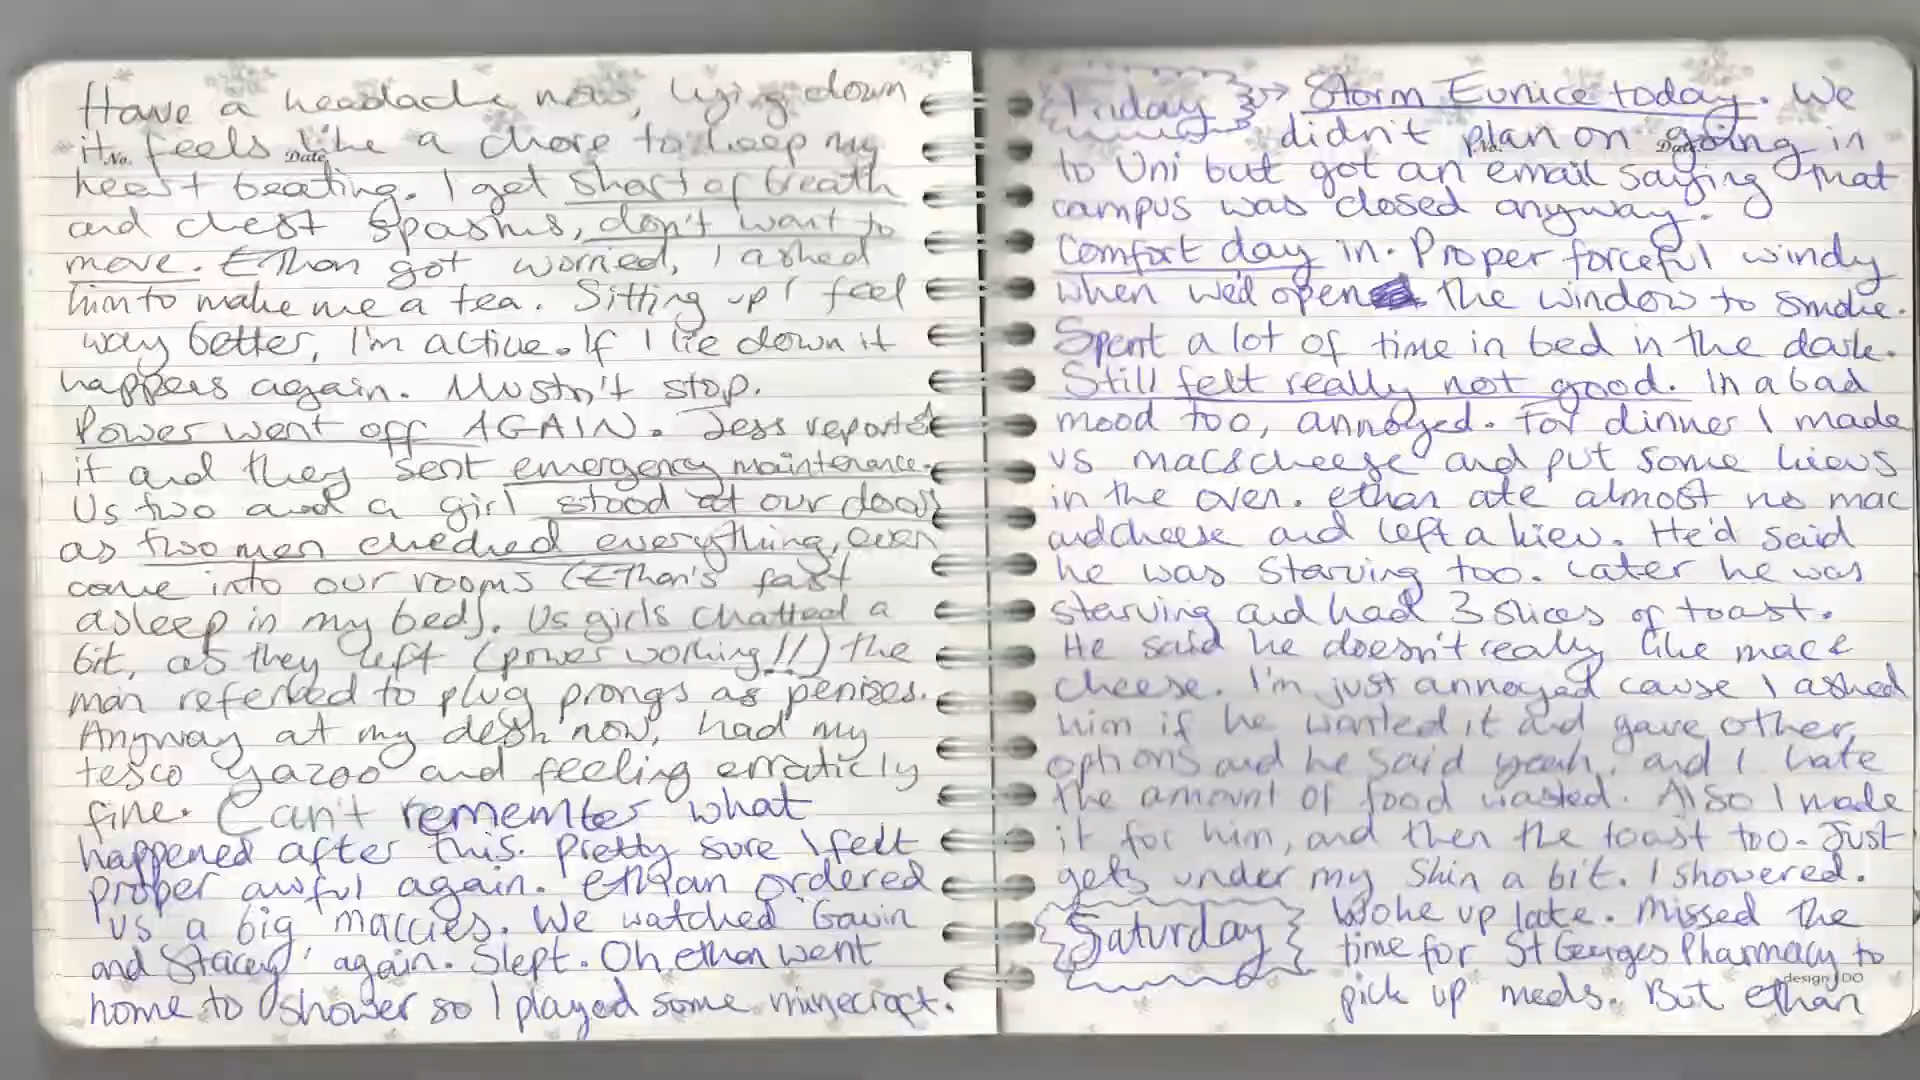 Have a headache now, lying down
it feels like a chore to keep my
No. Date
heart beating. I get short of breath
and chest spasms, don't want to
move. Ethan got worried, I asked
him to make me a tea. Sitting up I feel
way better, I'm active. If I lie down it
happens again. Mustn't stop.
Power went off AGAIN. Jess reported
it and they sent emergency maintenance.
Us two and a girl stood at our doors
as two men checked everything, even
came into our rooms (Ethan's fast
asleep in my bed). Us girls chatted a
bit, as they left (power working!!) the
man referred to plug prongs as penises.
Anyway at my desk now, had my
tesco yazoo and feeling erraticly
fine. Can't remember what
happened after this. Pretty sure I felt
proper awful again. Ethan ordered
us a big maccies. We watched 'Gavin
and Stacey' again. Slept. Oh ethan went
home to shower so I played some minecraft.
Friday → Storm Eunice today. We
didn't plan on going in
to Uni but got an email saying that
campus was closed anyway.
Comfort day in. Proper forceful windy
when we'd open the window to smoke.
Spent a lot of time in bed in the dark.
Still felt really not good. In a bad
mood too, annoyed. For dinner I made
us mac&cheese and put some kievs
in the oven. ethan ate almost no mac
and cheese and left a kiev. He'd said
he was starving too. Later he was
starving and had 3 slices of toast.
He said he doesn't really like mac &
cheese. I'm just annoyed cause I asked
him if he wanted it and gave other
options and he said yeah, and I hate
the amount of food wasted. Also I made
it for him, and then the toast too. Just
gets under my skin a bit. I showered.
Saturday Woke up late. Missed the
time for St Georges Pharmacy to
pick up meds. But ethan
design DO